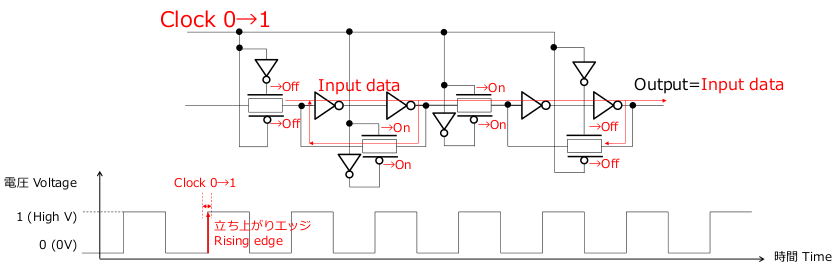 Clock 0→1
→Off
Input data
→On
Output=Input data
→Off
→On
→On
→Off
→On
→Off
電圧 Voltage
Clock 0→1
1 (High V)
立ち上がりエッジ
Rising edge
0 (0V)
時間 Time